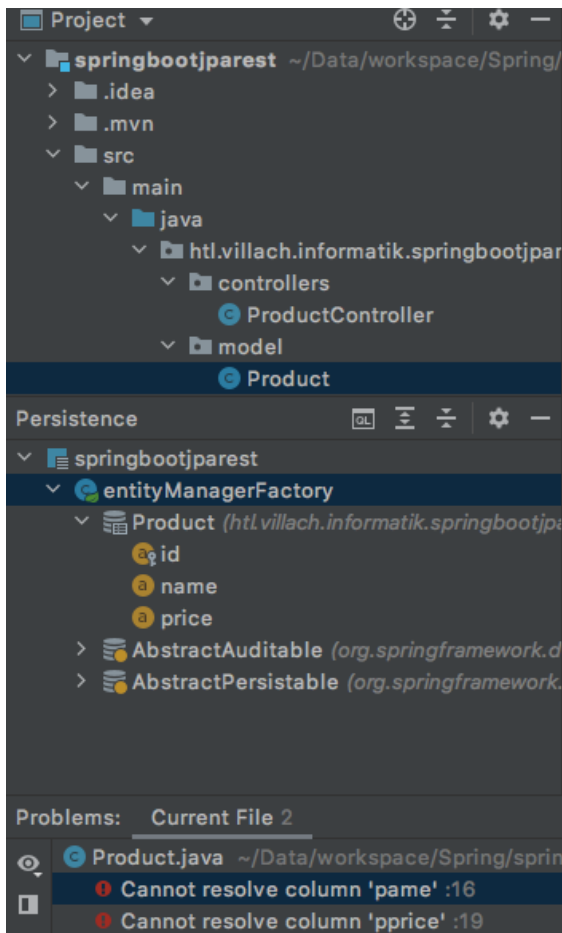 Project
springbootjparest ~/Data/workspace/Spring/
.idea
.mvn
src
main
java
htl.villach.informatik.springbootjpar
controllers
ProductController
model
Product
Persistence
QL
springbootjparest
entityManagerFactory
Product (htl.villach.informatik.springbootjpa
id
name
price
AbstractAuditable (org.springframework.d
AbstractPersistable (org.springframework.
Problems: Current File 2
Product.java ~/Data/workspace/Spring/sprin
Cannot resolve column 'pame' :16
Cannot resolve column 'pprice' :19